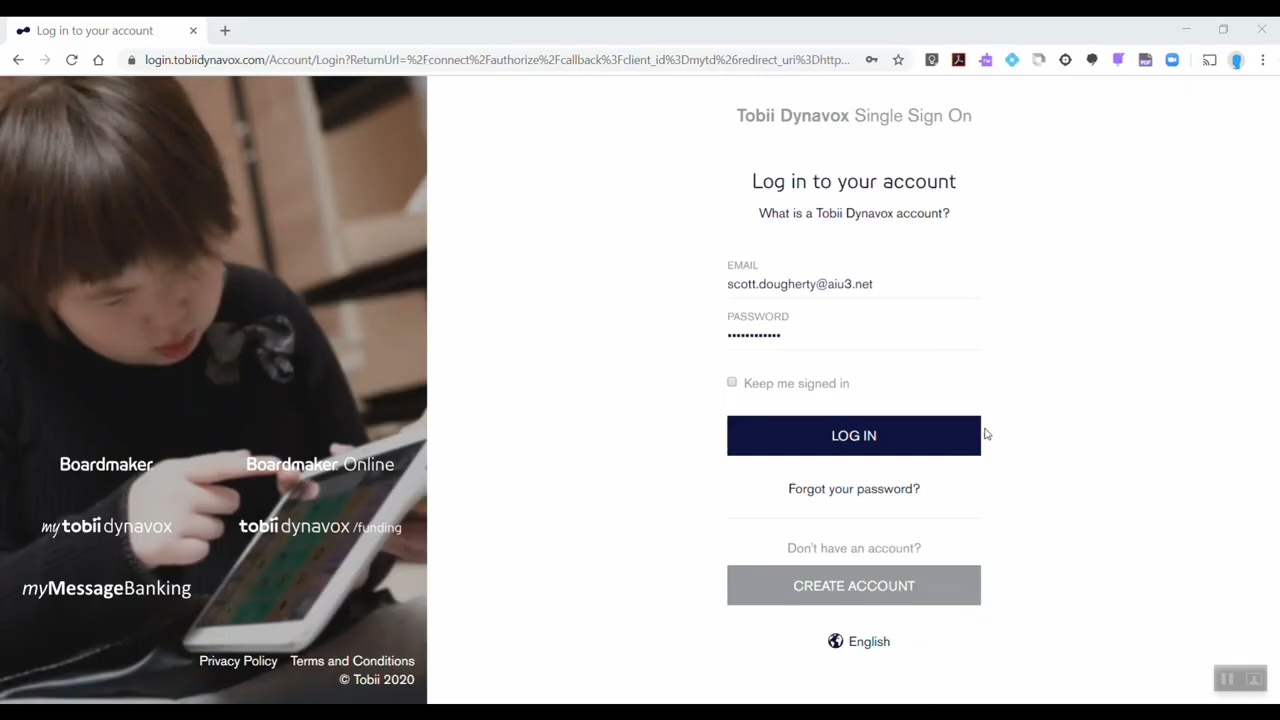 Log in to your account
login.tobiidynavox.com/Account/Login?ReturnUrl=%2Fconnect%2Fauthorize%2Fcallback%3Fclient_id%3Dmytd%26redirect_uri%3Dhttp...
Tobii Dynavox Single Sign On
Log in to your account
What is a Tobii Dynavox account?
EMAIL
scott.dougherty@aiu3.net
PASSWORD
••••••••••••
Keep me signed in
LOG IN
Forgot your password?
Don't have an account?
CREATE ACCOUNT
English
Boardmaker
Boardmaker Online
my tobii dynavox
tobii dynavox /funding
myMessageBanking
Privacy Policy Terms and Conditions
© Tobii 2020